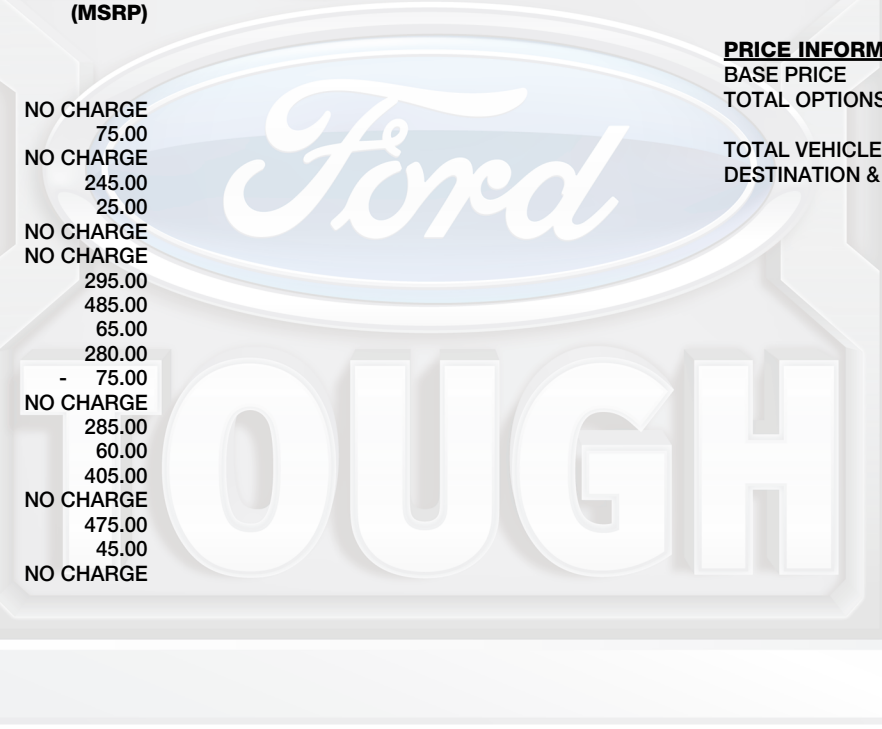 (MSRP)
NO CHARGE
75.00
NO CHARGE
245.00
25.00
NO CHARGE
NO CHARGE
295.00
485.00
65.00
280.00
- 75.00
NO CHARGE
285.00
60.00
405.00
NO CHARGE
475.00
45.00
NO CHARGE
PRICE INFORM
BASE PRICE
TOTAL OPTIONS
TOTAL VEHICLE
DESTINATION &
Ford
TOUGH